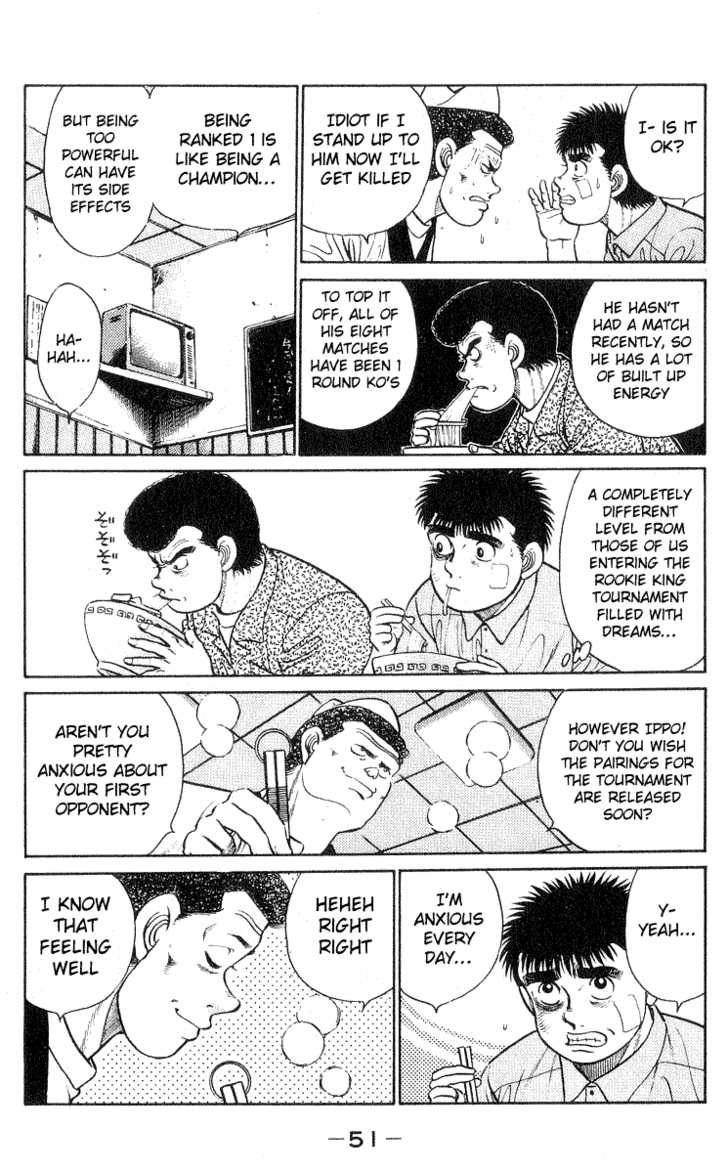 I- IS IT
OK?
IDIOT IF I
STAND UP TO
HIM NOW I'LL
GET KILLED
BEING
RANKED 1 IS
LIKE BEING A
CHAMPION...
BUT BEING
TOO
POWERFUL
CAN HAVE
ITS SIDE
EFFECTS
HA-
HAH...
HE HASN'T
HAD A MATCH
RECENTLY, SO
HE HAS A LOT
OF BUILT UP
ENERGY
TO TOP IT
OFF, ALL OF
HIS EIGHT
MATCHES
HAVE BEEN 1
ROUND KO'S
A COMPLETELY
DIFFERENT
LEVEL FROM
THOSE OF US
ENTERING THE
ROOKIE KING
TOURNAMENT
FILLED WITH
DREAMS...
ぞ
ぞ
ぞっ
HOWEVER IPPO!
DON'T YOU WISH
THE PAIRINGS FOR
THE TOURNAMENT
ARE RELEASED
SOON?
AREN'T YOU
PRETTY
ANXIOUS ABOUT
YOUR FIRST
OPPONENT?
Y-
YEAH...
I'M
ANXIOUS
EVERY
DAY...
HEHEH
RIGHT
RIGHT
I KNOW
THAT
FEELING
WELL
—51—